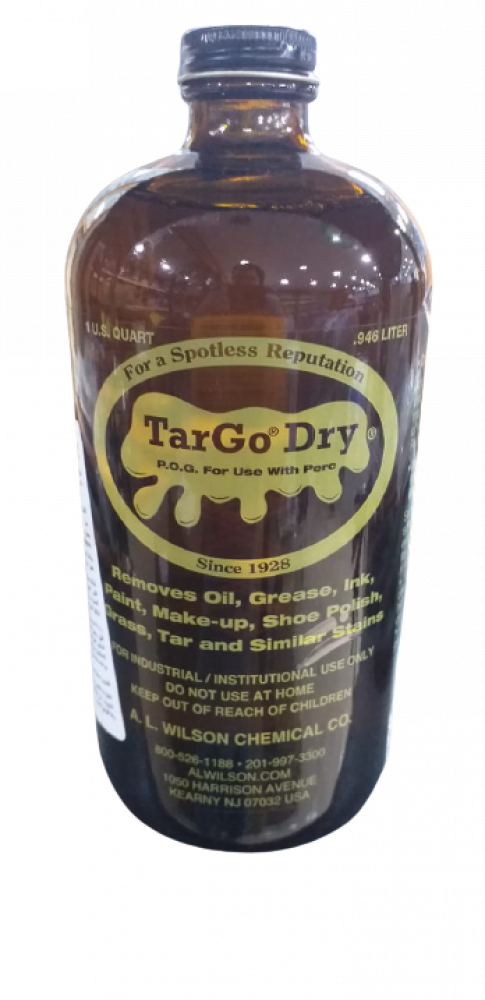 1 U.S. QUART
.946 LITER
For a Spotless Reputation
TarGo® Dry ®
P.O.G. For Use With Perc
Since 1928
Removes Oil, Grease, Ink,
Paint, Make-up, Shoe Polish,
Grass, Tar and Similar Stains
FOR INDUSTRIAL / INSTITUTIONAL USE ONLY
DO NOT USE AT HOME
KEEP OUT OF REACH OF CHILDREN
A. L. WILSON CHEMICAL CO.
800-526-1188 • 201-997-3300
ALWILSON.COM
1050 HARRISON AVENUE
KEARNY NJ 07032 USA